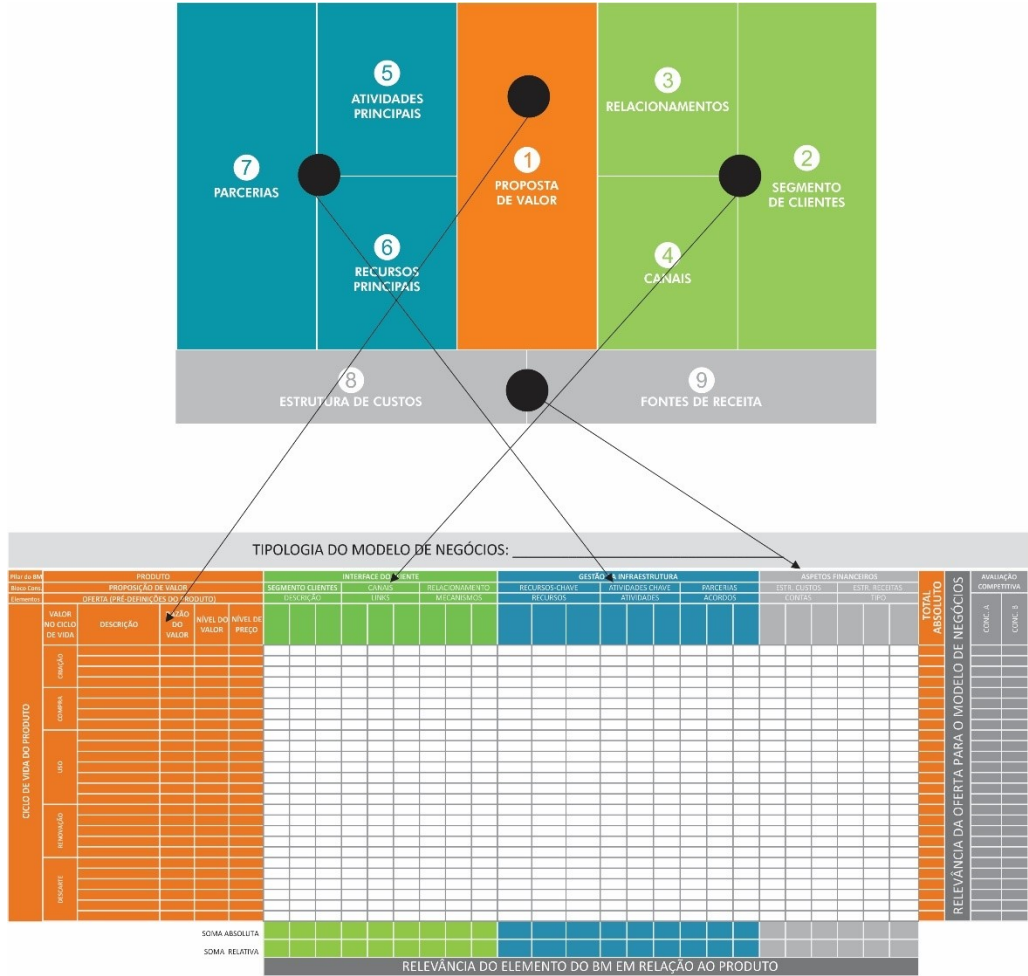 5
ATIVIDADES
PRINCIPAIS
3
RELACIONAMENTOS
7
PARCERIAS
1
PROPOSTA
DE VALOR
2
SEGMENTO
DE CLIENTES
6
RECURSOS
PRINCIPAIS
4
CANAIS
8
ESTRUTURA DE CUSTOS
9
FONTES DE RECEITA
TIPOLOGIA DO MODELO DE NEGÓCIOS:
Pilar do BM
PRODUTO
INTERFACE DO CLIENTE
GESTÃO DA INFRAESTRUTURA
ASPETOS FINANCEIROS
Bloco Cons.
PROPOSIÇÃO DE VALOR
SEGMENTO CLIENTES
CANAIS
RELACIONAMENTO
RECURSOS-CHAVE
ATIVIDADES CHAVE
PARCERIAS
ESTR. CUSTOS
ESTR. RECEITAS
Elementos
OFERTA (PRÉ-DEFINIÇÕES DO PRODUTO)
DESCRIÇÃO
LINKS
MECANISMOS
RECURSOS
ATIVIDADES
ACORDOS
CONTAS
TIPO
VALOR
NO CICLO
DE VIDA
DESCRIÇÃO
RAZÃO
DO
VALOR
NÍVEL DO
VALOR
NÍVEL DE
PREÇO
TOTAL
ABSOLUTO
RELEVÂNCIA DA OFERTA PARA O MODELO DE NEGÓCIOS
AVALIAÇÃO
COMPETITIVA
CONC. A
CONC. B
CICLO DE VIDA DO PRODUTO
CRIAÇÃO
COMPRA
USO
RENOVAÇÃO
DESCARTE
SOMA ABSOLUTA
SOMA RELATIVA
RELEVÂNCIA DO ELEMENTO DO BM EM RELAÇÃO AO PRODUTO